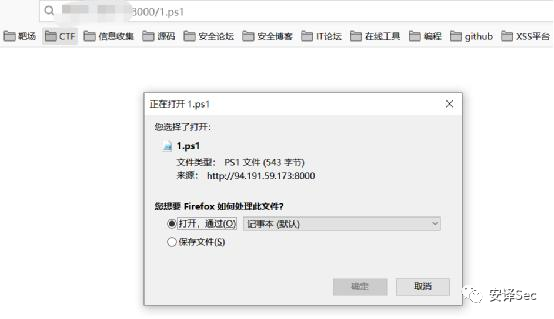 :8000/1.ps1
靶场 CTF 信息收集 源码 安全论坛 安全博客 IT论坛 在线工具 编程 github XSS平台
正在打开 1.ps1
您选择了打开:
1.ps1
文件类型: PS1 文件 (543 字节)
来源: http://94.191.59.173:8000
您想要 Firefox 如何处理此文件?
打开，通过(O) 记事本 (默认)
保存文件(S)
确定 取消
安译Sec